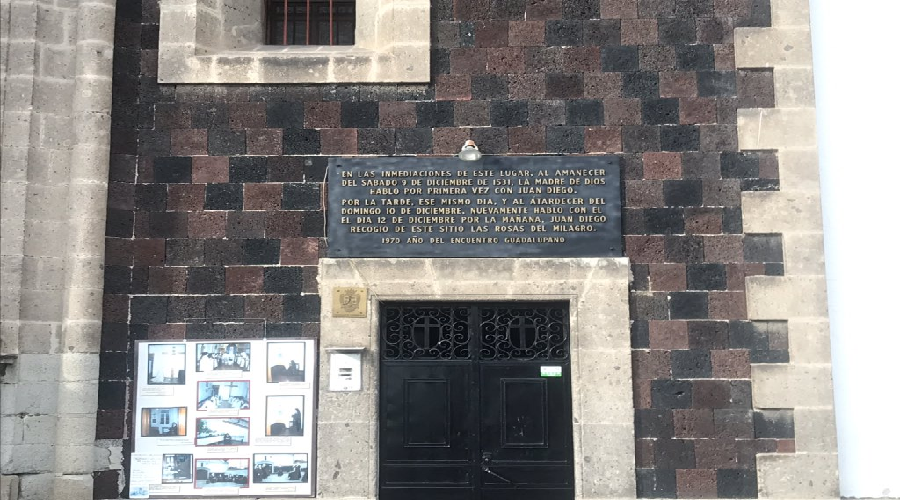 EN LAS INMEDIACIONES DE ESTE LUGAR, AL AMANECER
DEL SABADO 9 DE DICIEMBRE DE 1531, LA MADRE DE DIOS
HABLO POR PRIMERA VEZ CON JUAN DIEGO.
POR LA TARDE, ESE MISMO DIA, Y AL ATARDECER DEL
DOMINGO 10 DE DICIEMBRE, NUEVAMENTE HABLO CON EL
EL DIA 12 DE DICIEMBRE POR LA MAÑANA, JUAN DIEGO
RECOGIO DE ESTE SITIO LAS ROSAS DEL MILAGRO.
AÑO DEL ENCUENTRO GUADALUPANO